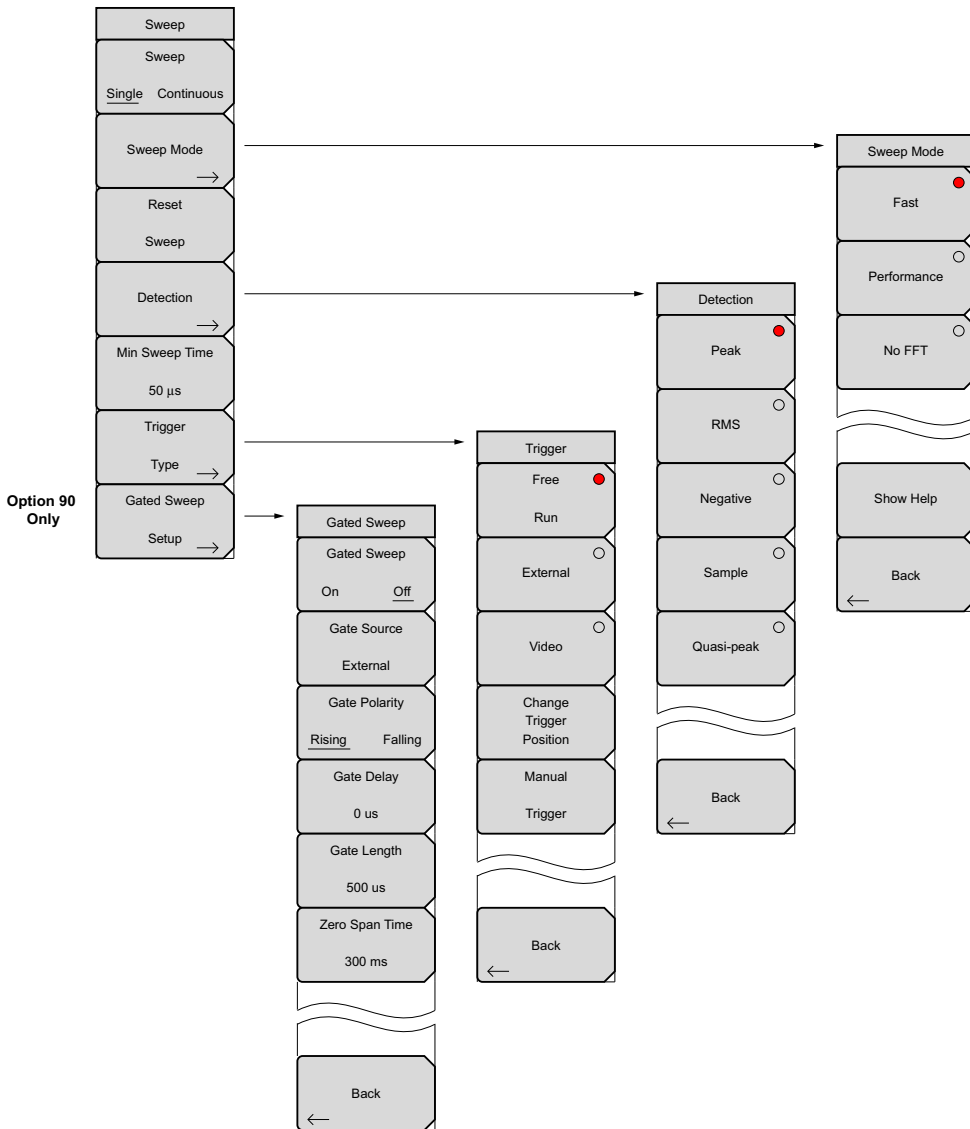 Sweep
Sweep
Single Continuous
Sweep Mode
Reset
Sweep
Detection
Min Sweep Time
50 μs
Trigger
Type
Gated Sweep
Setup
Option 90
Only
Gated Sweep
Gated Sweep
On Off
Gate Source
External
Gate Polarity
Rising Falling
Gate Delay
0 us
Gate Length
500 us
Zero Span Time
300 ms
Back
Trigger
Free
Run
External
Video
Change
Trigger
Position
Manual
Trigger
Back
Detection
Peak
RMS
Negative
Sample
Quasi-peak
Back
Sweep Mode
Fast
Performance
No FFT
Show Help
Back